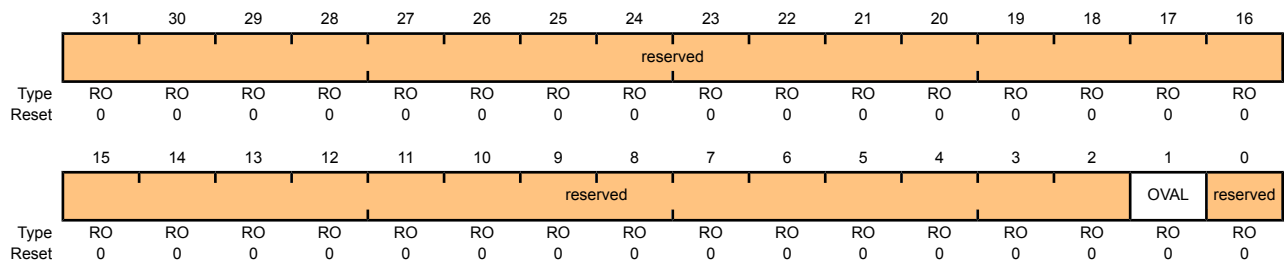 31 30 29 28 27 26 25 24 23 22 21 20 19 18 17 16
reserved
Type RO RO RO RO RO RO RO RO RO RO RO RO RO RO RO RO
Reset 0 0 0 0 0 0 0 0 0 0 0 0 0 0 0 0
15 14 13 12 11 10 9 8 7 6 5 4 3 2 1 0
reserved OVAL reserved
Type RO RO RO RO RO RO RO RO RO RO RO RO RO RO RO RO
Reset 0 0 0 0 0 0 0 0 0 0 0 0 0 0 0 0